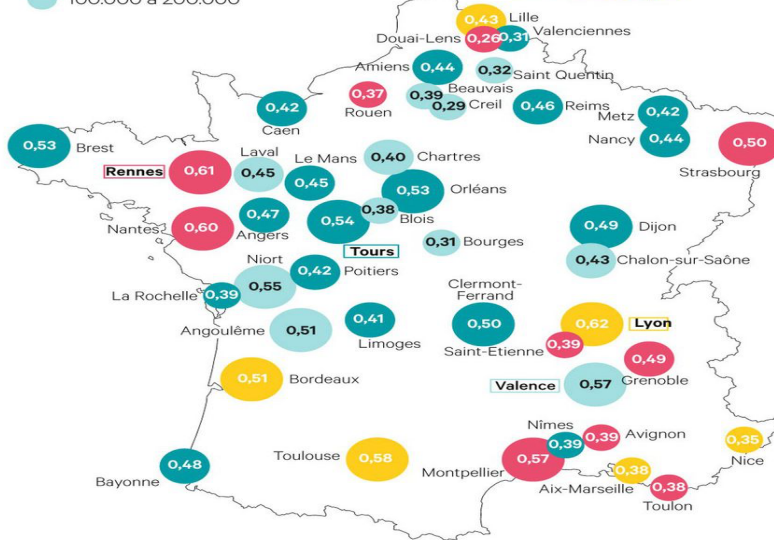 100.000 à 200.000
0,43 Lille
Douai-Lens 0,26 0,31 Valenciennes
Amiens 0,44
0,32 Saint Quentin
0,37
Rouen
0,39 Beauvais
0,29 Creil
0,46 Reims
0,42
Caen
Metz 0,42
Nancy 0,44
0,50
Strasbourg
0,53 Brest
Rennes 0,61
Laval
0,45
Le Mans
0,45
0,40 Chartres
0,53 Orléans
0,38
Blois
Nantes 0,60
0,47
Angers
0,54
Tours
0,31 Bourges
0,49 Dijon
0,43 Chalon-sur-Saône
Niort
0,55
0,42 Poitiers
La Rochelle 0,39
Angoulême 0,51
0,41
Limoges
Clermont-
Ferrand
0,50
0,62 Lyon
Saint-Etienne 0,39
0,49
Grenoble
Valence 0,57
0,51 Bordeaux
Nîmes
0,39
0,39 Avignon
Toulouse 0,58
Montpellier 0,57
0,35
Nice
0,48
Bayonne
0,38
Aix-Marseille
0,38
Toulon